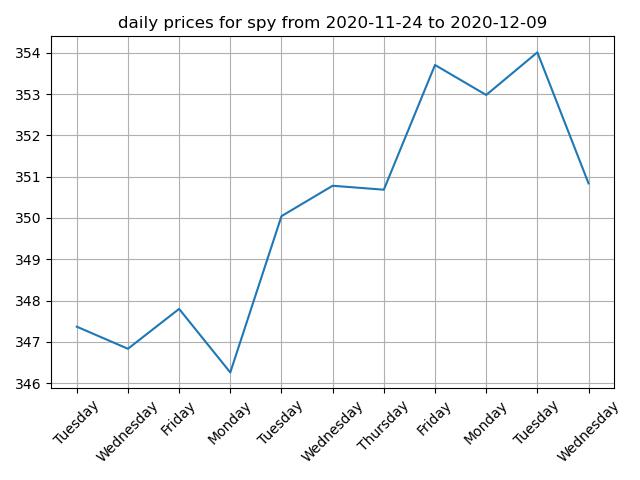 daily prices for spy from 2020-11-24 to 2020-12-09
354
353
352
351
350
349
348
347
346
Tuesday
Wednesday
Friday
Monday
Tuesday
Wednesday
Thursday
Friday
Monday
Tuesday
Wednesday